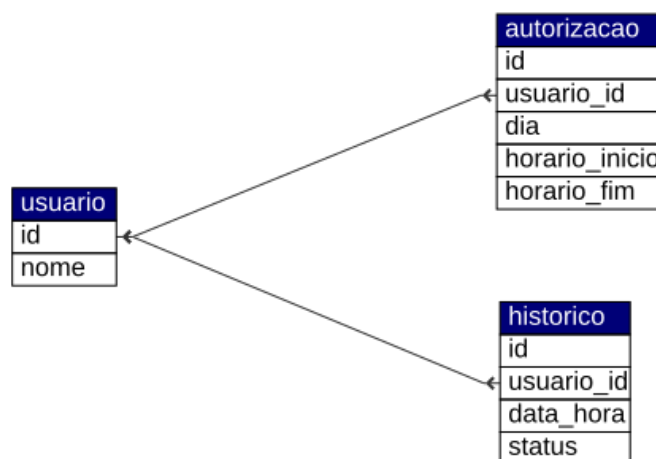 usuario
id
nome
autorizacao
id
usuario_id
dia
horario_inicio
horario_fim
historico
id
usuario_id
data_hora
status